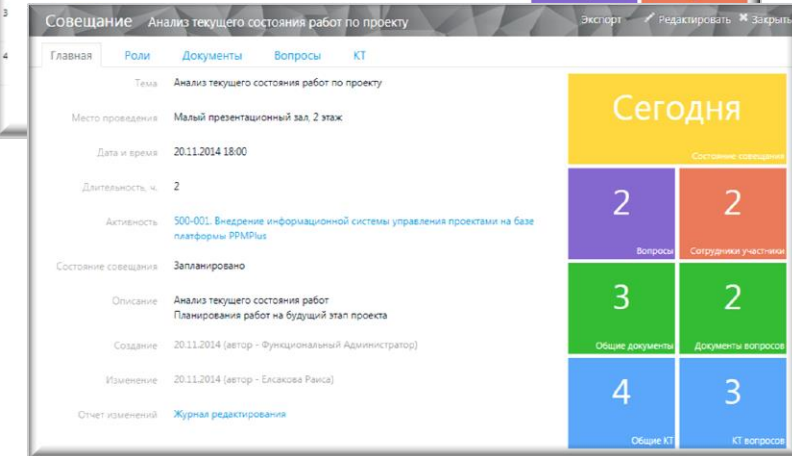 3
4
Совещание Анализ текущего состояния работ по проекту
Экспорт Редактировать Закрыть
Главная Роли Документы Вопросы КТ
Тема Анализ текущего состояния работ по проекту
Место проведения Малый презентационный зал, 2 этаж
Дата и время 20.11.2014 18:00
Длительность, ч. 2
Активность 500-001. Внедрение информационной системы управления проектами на базе
платформы PPMPlus
Состояние совещания Запланировано
Описание Анализ текущего состояния работ
Планирования работ на будущий этап проекта
Создание 20.11.2014 (автор - Функциональный Администратор)
Изменение 20.11.2014 (автор - Елсакова Раиса)
Отчет изменений Журнал редактирования
Сегодня
Состояние совещания
2 2
Вопросы Сотрудники участники
3 2
Общие документы Документы вопросов
4 3
Общие КТ КТ вопросов